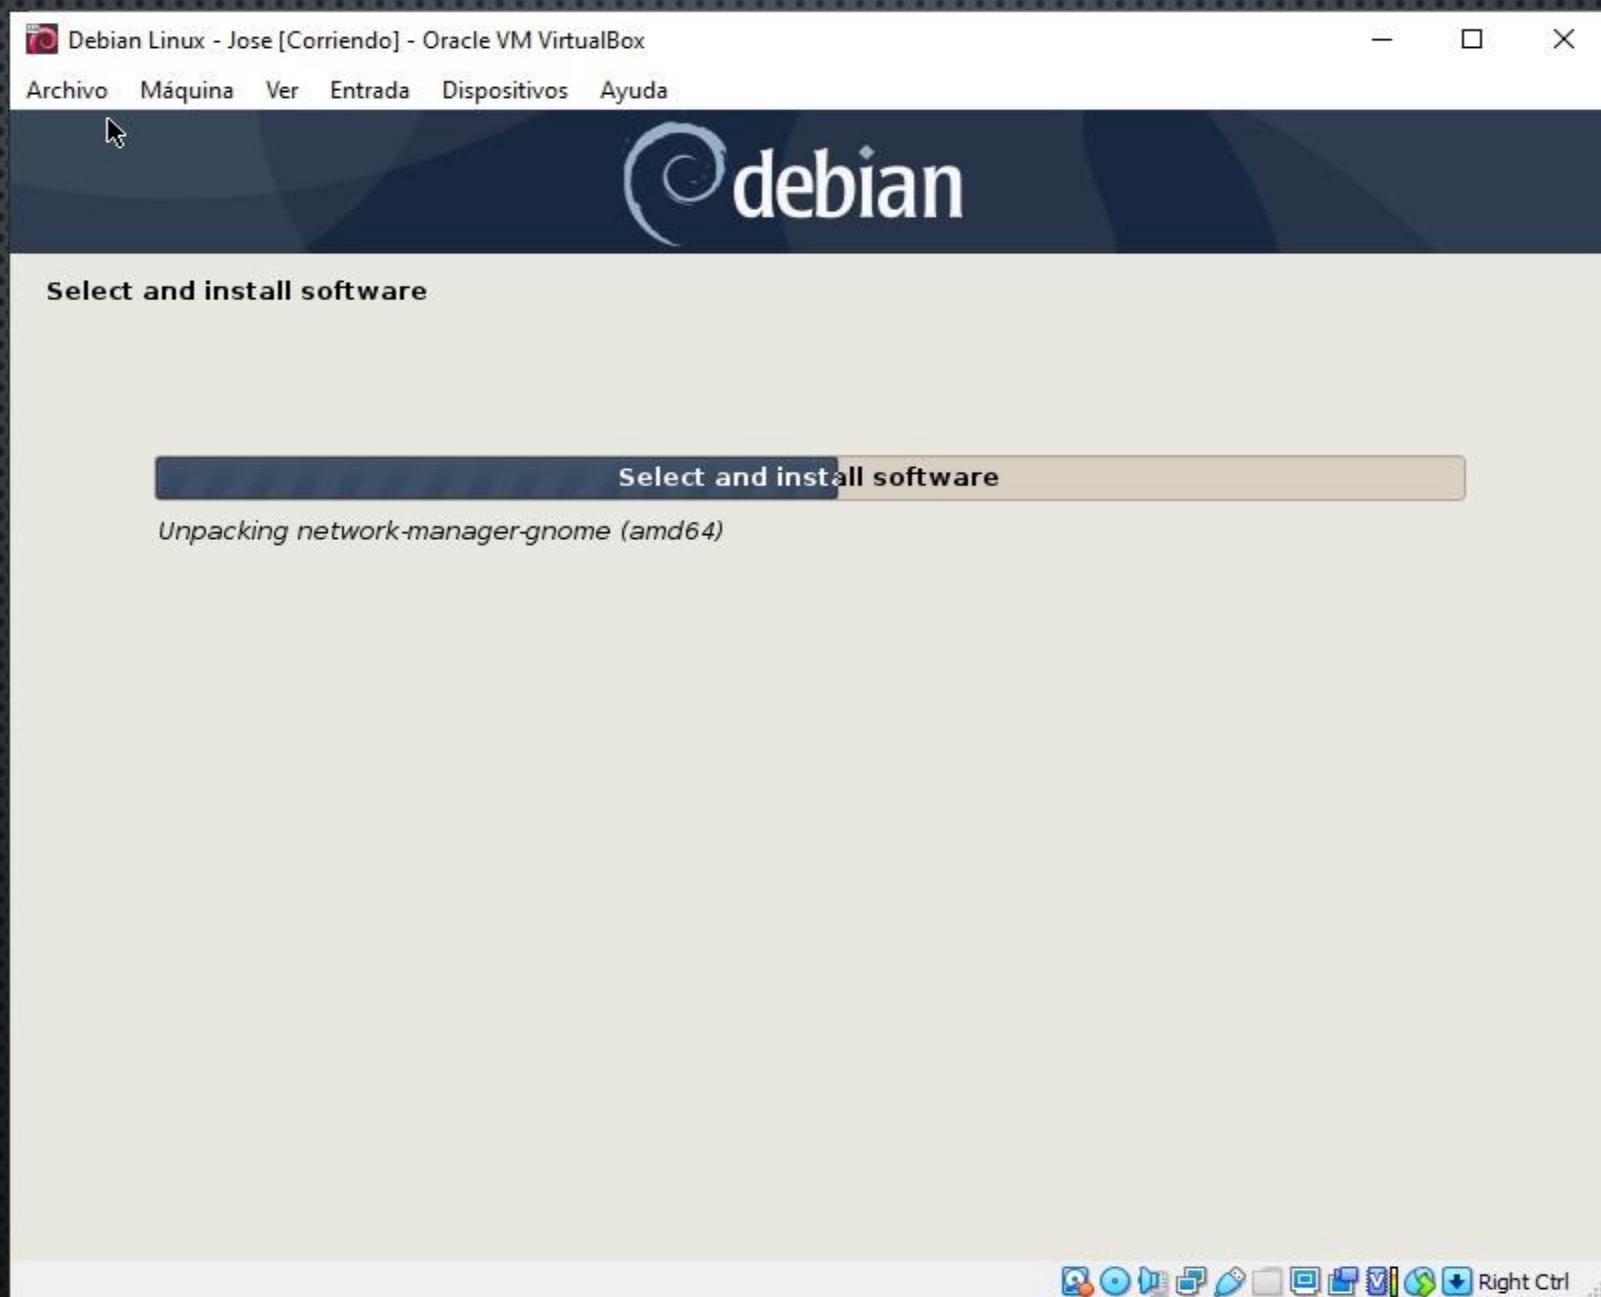 Debian Linux - Jose [Corriendo] - Oracle VM VirtualBox
Archivo Máquina Ver Entrada Dispositivos Ayuda
debian
Select and install software
Select and install software
Unpacking network-manager-gnome (amd64)
Right Ctrl